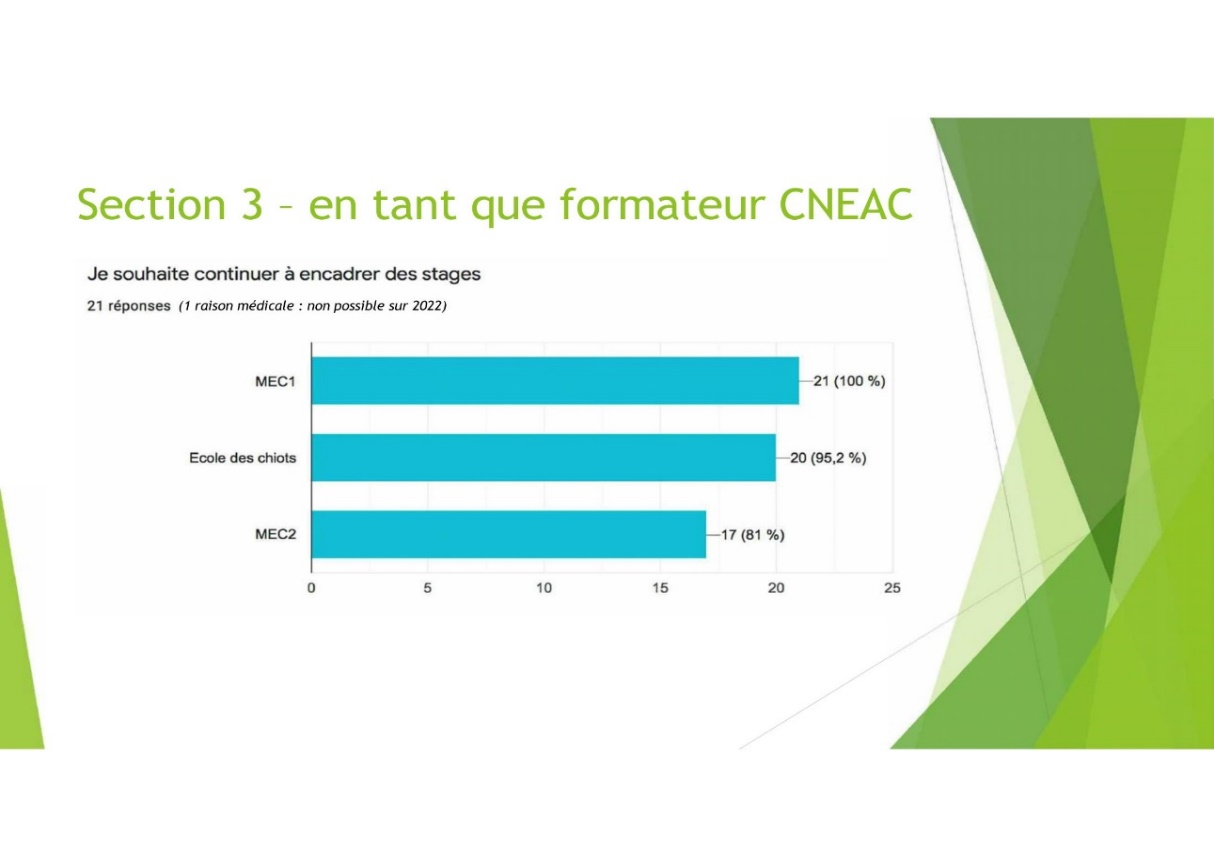 Section 3 – en tant que formateur CNEAC
Je souhaite continuer à encadrer des stages
21 réponses (1 raison médicale : non possible sur 2022)
MEC1 21 (100 %)
Ecole des chiots 20 (95,2 %)
MEC2 17 (81 %)
0 5 10 15 20 25